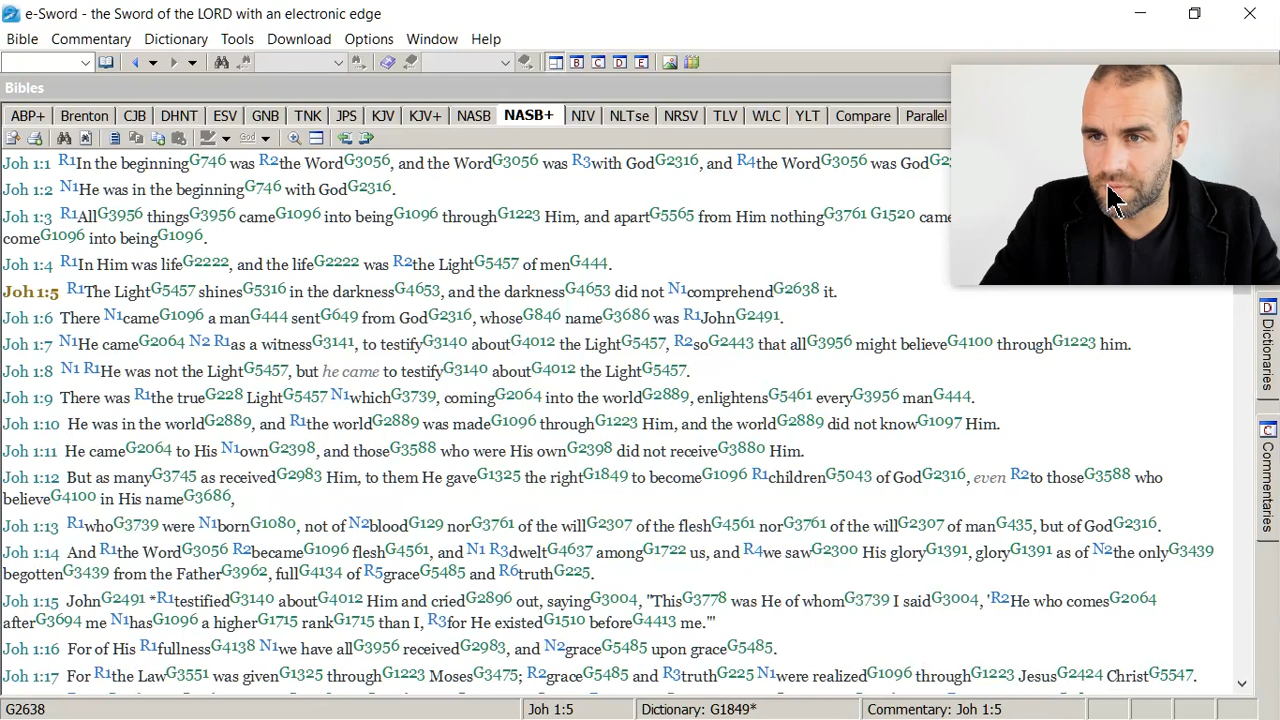 e-Sword - the Sword of the LORD with an electronic edge
Bible Commentary Dictionary Tools Download Options Window Help
B C D E
Bibles
ABP+ Brenton CJB DHNT ESV GNB TNK JPS KJV KJV+ NASB NASB+ NIV NLTse NRSV TLV WLC YLT Compare Parallel
God
Joh 1:1 R1In the beginningG746 was R2the WordG3056, and the WordG3056 was R3with GodG2316, and R4the WordG3056 was God
Joh 1:2 N1He was in the beginningG746 with GodG2316.
Joh 1:3 R1AllG3956 thingsG3956 cameG1096 into beingG1096 throughG1223 Him, and apartG5565 from Him nothingG3761 G1520
comeG1096 into beingG1096.
Joh 1:4 R1In Him was lifeG2222, and the lifeG2222 was R2the LightG5457 of menG444.
Joh 1:5 R1The LightG5457 shinesG5316 in the darknessG4653, and the darknessG4653 did not N1comprehendG2638 it.
Joh 1:6 There N1cameG1096 a manG444 sentG649 from GodG2316, whoseG846 nameG3686 was R1JohnG2491.
Joh 1:7 N1He cameG2064 N2 R1as a witnessG3141, to testifyG3140 aboutG4012 the LightG5457, R2soG2443 that allG3956 might believeG4100 throughG1223 him.
Joh 1:8 N1 R1He was not the LightG5457, but he came to testifyG3140 aboutG4012 the LightG5457.
Joh 1:9 There was R1the trueG228 LightG5457 N1whichG3739, comingG2064 into the worldG2889, enlightensG5461 everyG3956 manG444.
Joh 1:10 He was in the worldG2889, and R1the worldG2889 was madeG1096 throughG1223 Him, and the worldG2889 did not knowG1097 Him.
Joh 1:11 He cameG2064 to His N1ownG2398, and thoseG3588 who were His ownG2398 did not receiveG3880 Him.
Joh 1:12 But as manyG3745 as receivedG2983 Him, to them He gaveG1325 the rightG1849 to becomeG1096 R1childrenG5043 of GodG2316, even R2to thoseG3588 who
believeG4100 in His nameG3686,
Joh 1:13 R1whoG3739 were N1bornG1080, not of N2bloodG129 norG3761 of the willG2307 of the fleshG4561 norG3761 of the willG2307 of manG435, but of GodG2316.
Joh 1:14 And R1the WordG3056 R2becameG1096 fleshG4561, and N1 R3dweltG4637 amongG1722 us, and R4we sawG2300 His gloryG1391, gloryG1391 as of N2the onlyG3439
begottenG3439 from the FatherG3962, fullG4134 of R5graceG5485 and R6truthG225.
Joh 1:15 JohnG2491 *R1testifiedG3140 aboutG4012 Him and criedG2896 out, sayingG3004, "ThisG3778 was He of whomG3739 I saidG3004, 'R2He who comesG2064
afterG3694 me N1hasG1096 a higherG1715 rankG1715 than I, R3for He existedG1510 beforeG4413 me.'"
Joh 1:16 For of His R1fullnessG4138 N1we have allG3956 receivedG2983, and N2graceG5485 upon graceG5485.
Joh 1:17 For R1the LawG3551 was givenG1325 throughG1223 MosesG3475; R2graceG5485 and R3truthG225 N1were realizedG1096 throughG1223 JesusG2424 ChristG5547.
D Dictionaries
C Commentaries
G2638 Joh 1:5 Dictionary: G1849* Commentary: Joh 1:5